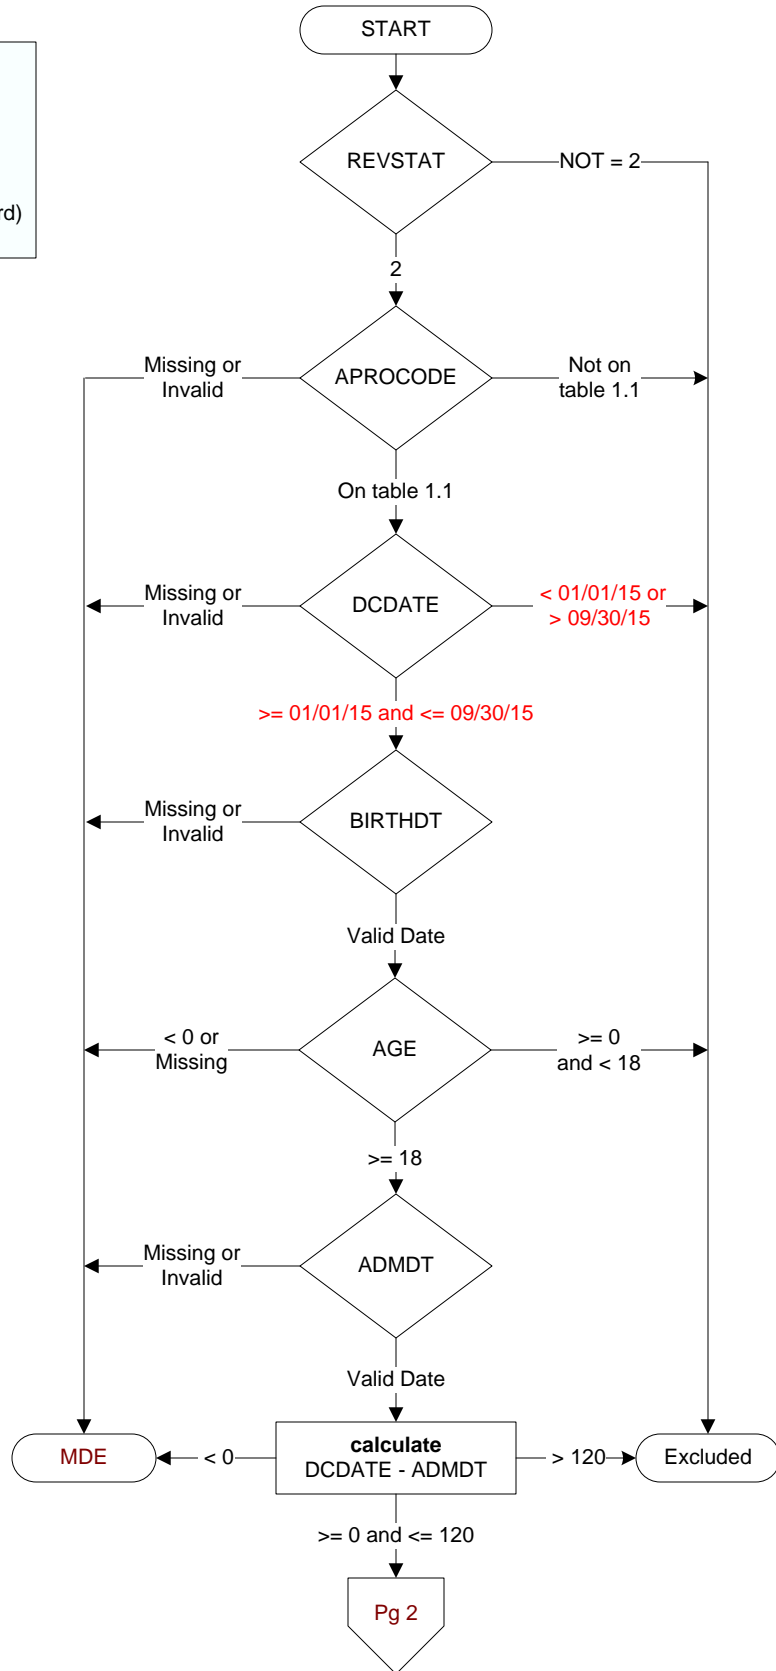 START
rd)
REVSTAT
NOT = 2
2
Missing or
Invalid
APROCODE
Not on
table 1.1
On table 1.1
Missing or
Invalid
DCDATE
< 01/01/15 or
> 09/30/15
>= 01/01/15 and <= 09/30/15
Missing or
Invalid
BIRTHDT
Valid Date
< 0 or
Missing
AGE
>= 0
and < 18
>= 18
Missing or
Invalid
ADMDT
Valid Date
MDE
< 0
calculate
DCDATE - ADMDT
> 120
Excluded
>= 0 and <= 120
Pg 2